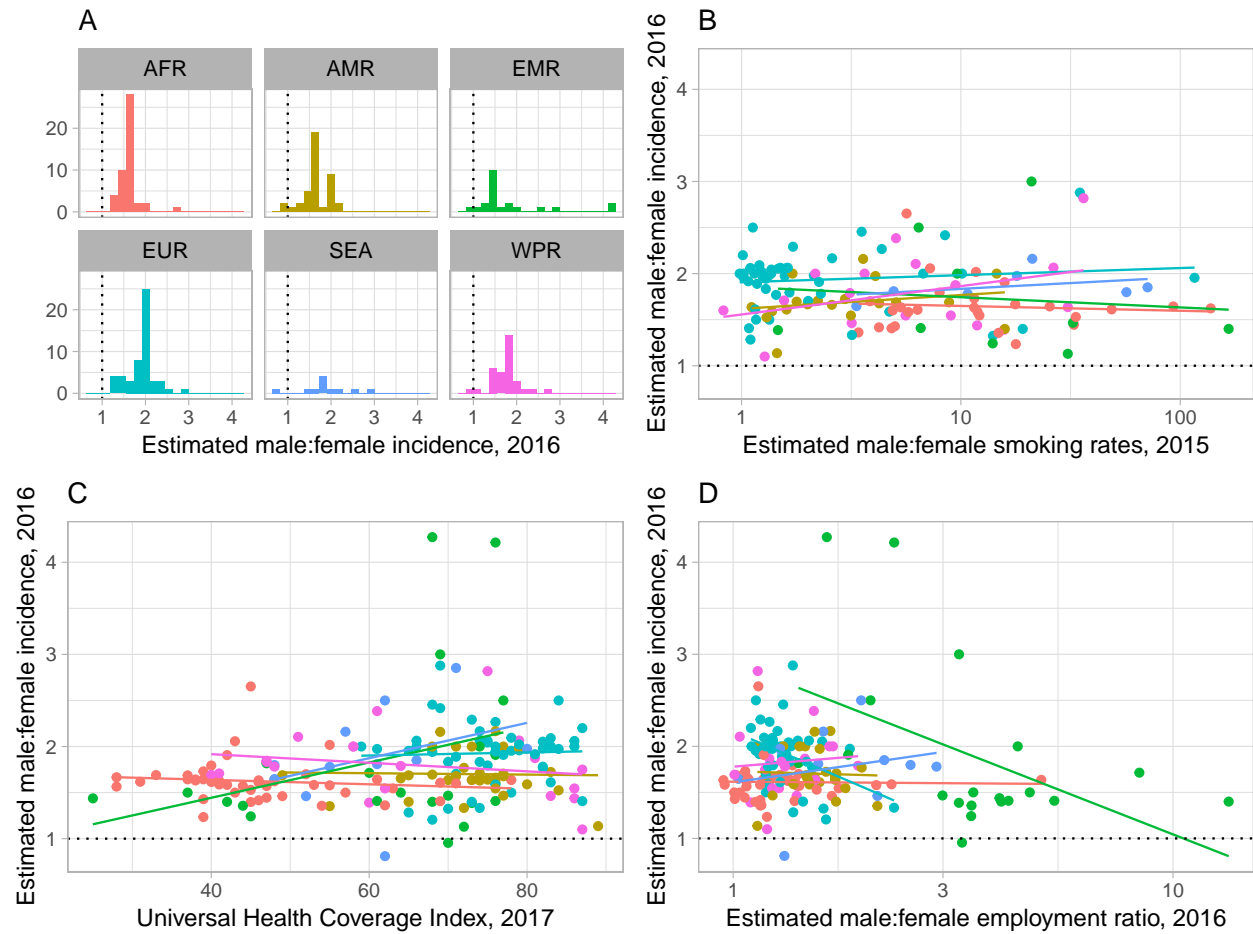 A
AFR AMR EMR
20
10
0
EUR SEA WPR
20
10
0
1 2 3 4 1 2 3 4 1 2 3 4
Estimated male:female incidence, 2016
B
Estimated male:female incidence, 2016
4
3
2
1
1 10 100
Estimated male:female smoking rates, 2015
C
Estimated male:female incidence, 2016
4
3
2
1
40 60 80
Universal Health Coverage Index, 2017
D
Estimated male:female incidence, 2016
4
3
2
1
1 3 10
Estimated male:female employment ratio, 2016